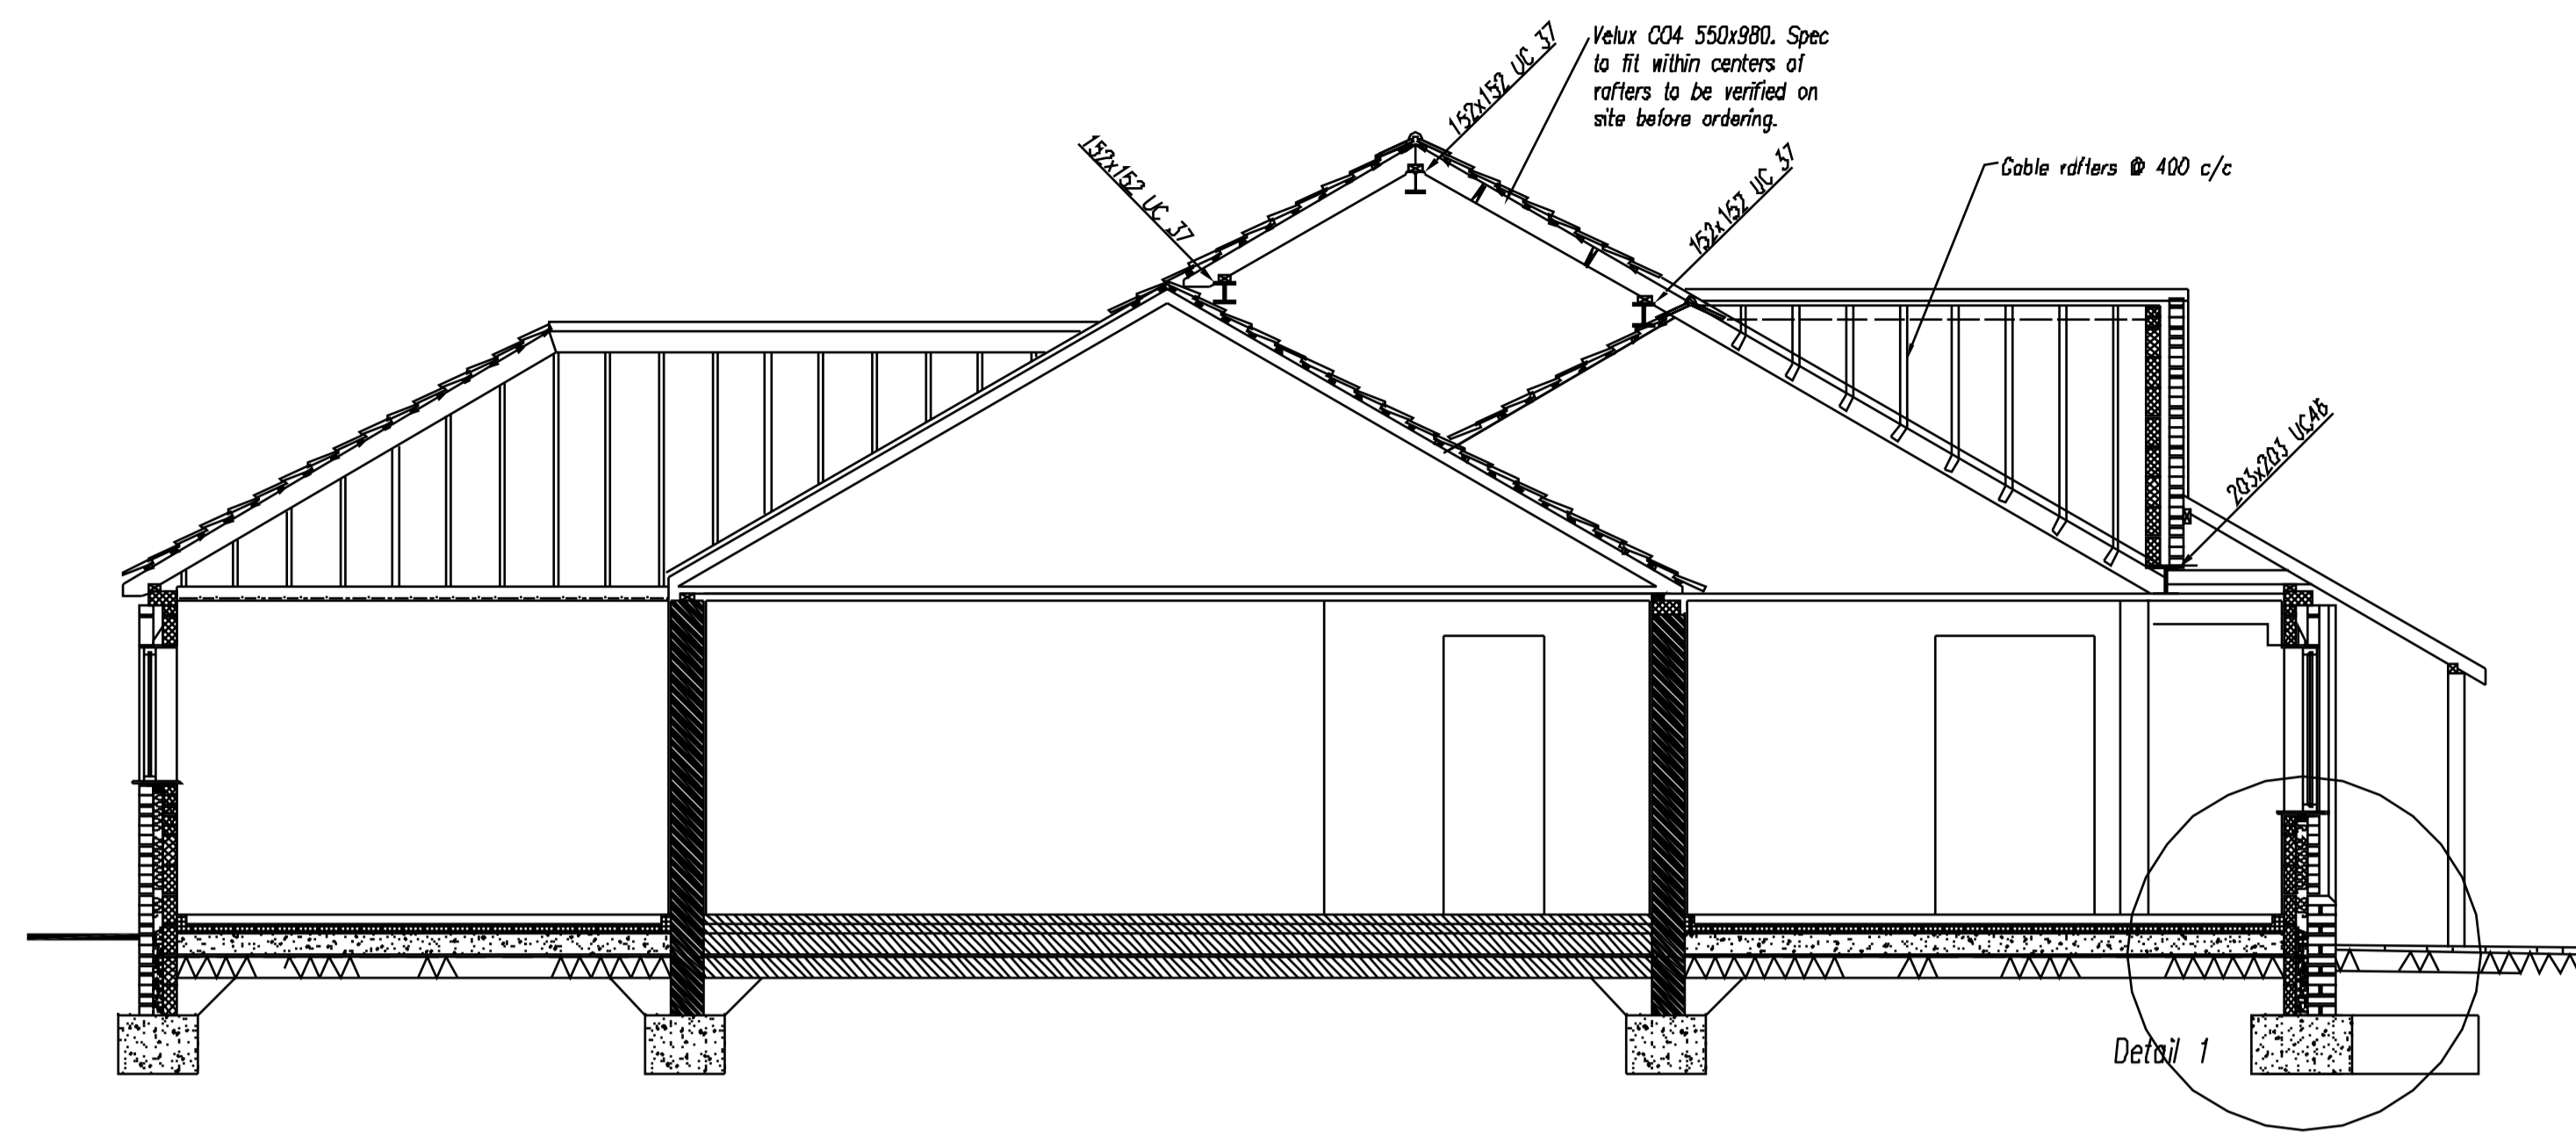 152x152 UC 37
152x152 UC 37
Velux CO4 550x980. Spec
to fit within centers of
rafters to be verified on
site before ordering.
152x152 UC 37
Gable rafters @ 400 c/c
203x203 UC46
Detail 1